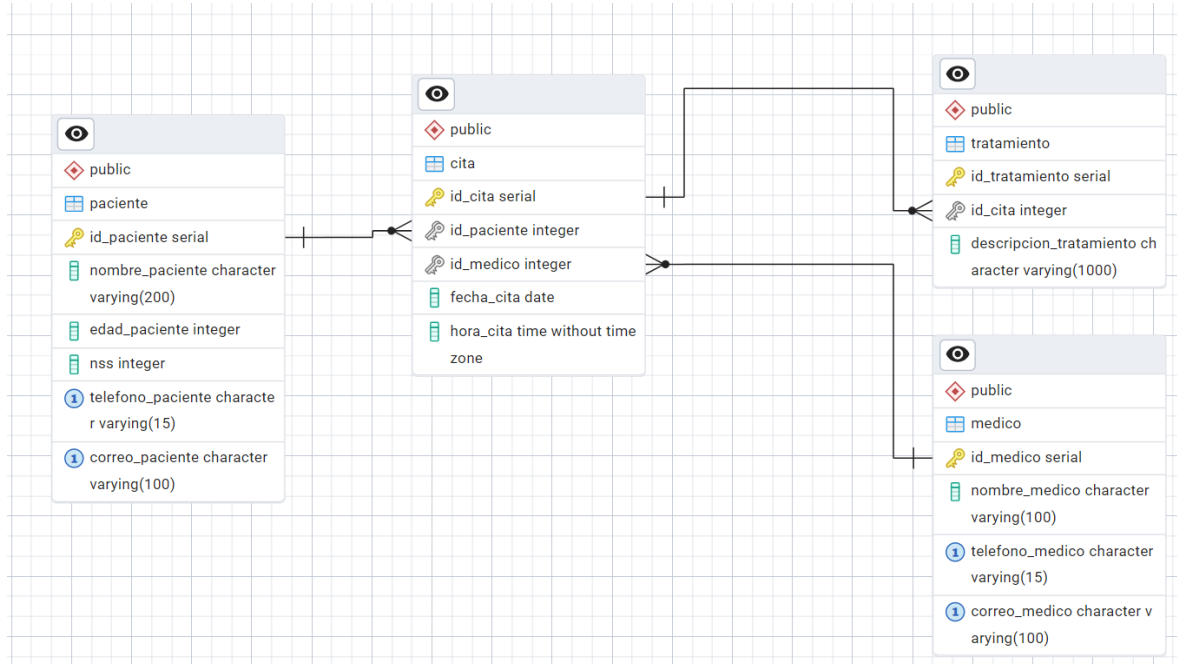 public
paciente
id_paciente serial
nombre_paciente character
varying(200)
edad_paciente integer
nss integer
telefono_paciente characte
r varying(15)
correo_paciente character
varying(100)
public
cita
id_cita serial
id_paciente integer
id_medico integer
fecha_cita date
hora_cita time without time
zone
public
tratamiento
id_tratamiento serial
id_cita integer
descripcion_tratamiento ch
aracter varying(1000)
public
medico
id_medico serial
nombre_medico character
varying(100)
1 telefono_medico character
varying(15)
1 correo_medico character v
arying(100)